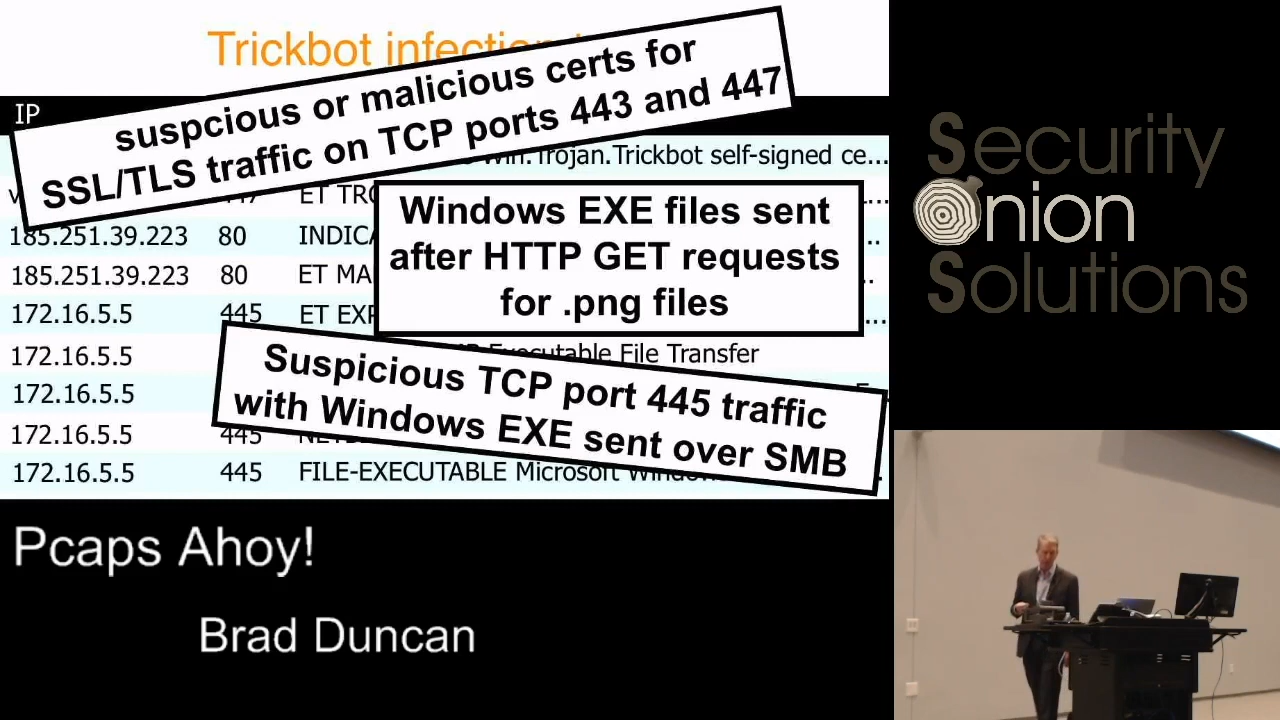 Trickbot infection
suspcious or malicious certs for
SSL/TLS traffic on TCP ports 443 and 447
IP
Win.Trojan.Trickbot self-signed ce...
ET TRO
Windows EXE files sent
after HTTP GET requests
for .png files
185.251.39.223 80 INDICA
185.251.39.223 80 ET MA
172.16.5.5 445 ET EXP
172.16.5.5 Executable File Transfer
Suspicious TCP port 445 traffic
with Windows EXE sent over SMB
172.16.5.5
172.16.5.5 445
172.16.5.5 445 FILE-EXECUTABLE Microsoft Windows
Pcaps Ahoy!
Brad Duncan
Security
Onion
Solutions